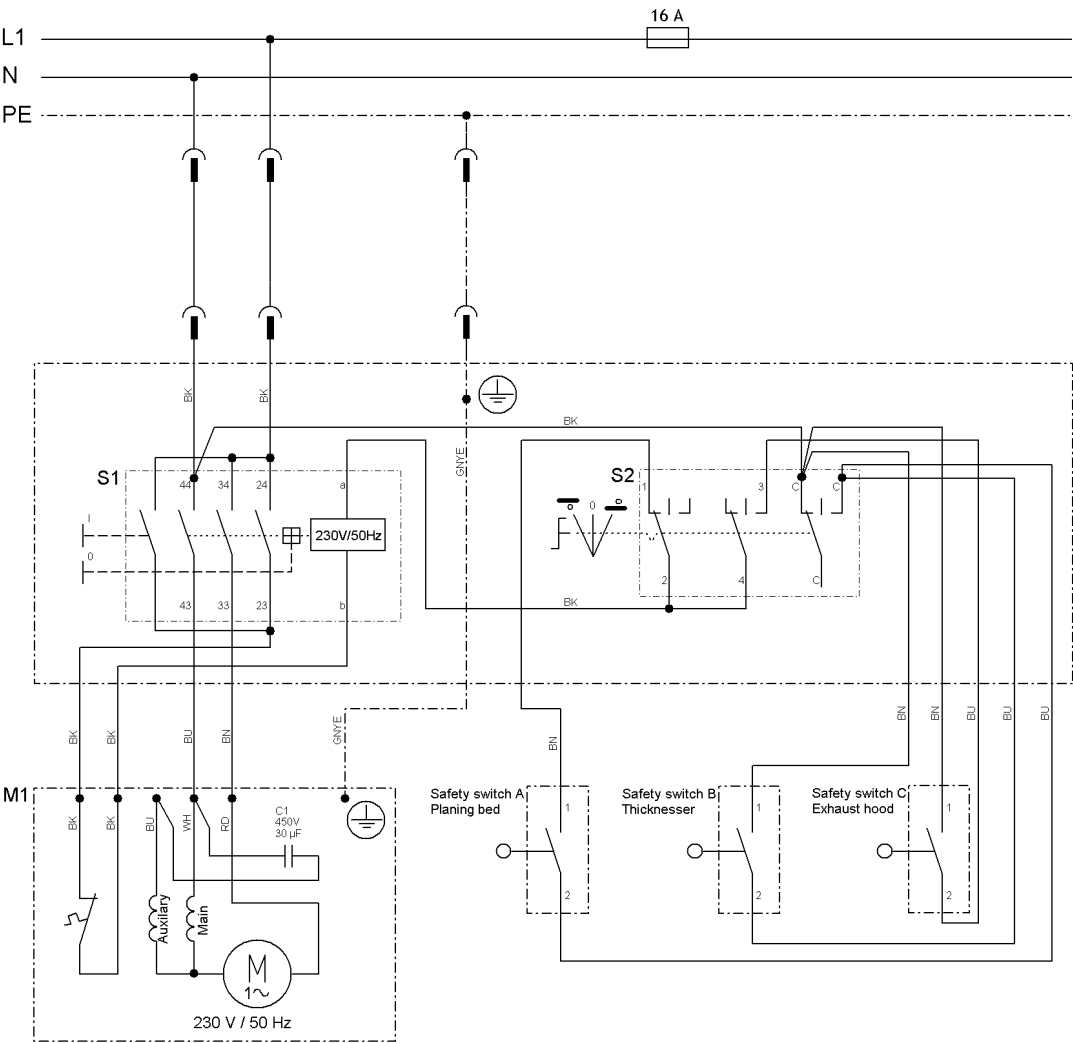 16 A
L1
N
PE
BK
BK
BK
GNYE
S1
44
34
24
a
S2
1
3
C
C
I
0
0
230V/50Hz
2
4
C
43
33
23
b
BK
BK
BK
BU
BN
GNYE
BN
BN
BN
BU
BU
BU
M1
BK
BK
BU
WH
RD
C1
450V
30 µF
Safety switch A
Planing bed
1
2
Safety switch B
Thicknesser
1
2
Safety switch C
Exhaust hood
1
2
Auxilary
Main
M
1~
230 V / 50 Hz